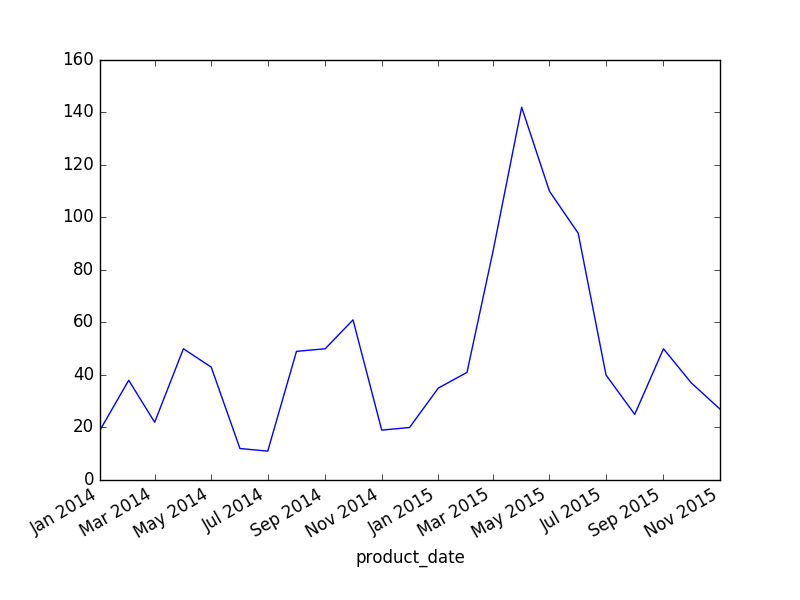 160
140
120
100
80
60
40
20
0
Jan 2014
Mar 2014
May 2014
Jul 2014
Sep 2014
Nov 2014
Jan 2015
Mar 2015
May 2015
Jul 2015
Sep 2015
Nov 2015
product_date